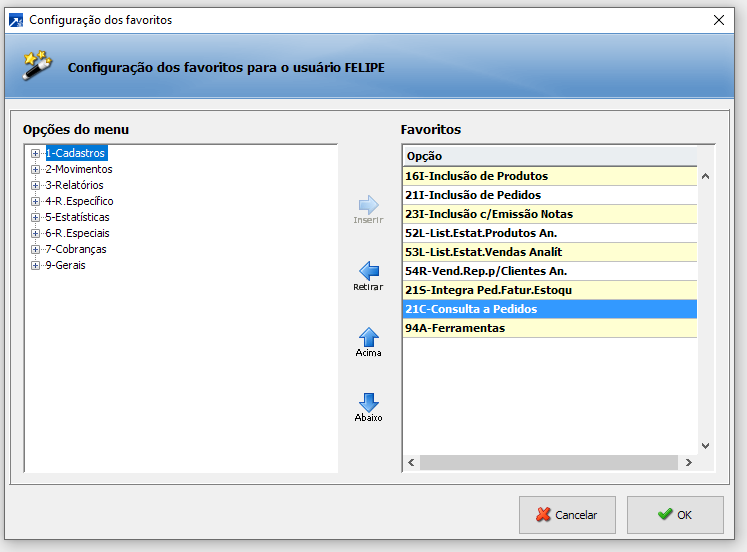 Configuração dos favoritos
Configuração dos favoritos para o usuário FELIPE
Opções do menu
1-Cadastros
2-Movimentos
3-Relatórios
4-R.Específico
5-Estatísticas
6-R.Especiais
7-Cobranças
9-Gerais
Inserir
Retirar
Acima
Abaixo
Favoritos
Opção
16I-Inclusão de Produtos
21I-Inclusão de Pedidos
23I-Inclusão c/Emissão Notas
52L-List.Estat.Produtos An.
53L-List.Estat.Vendas Analít
54R-Vend.Rep.p/Clientes An.
21S-Integra Ped.Fatur.Estoqu
21C-Consulta a Pedidos
94A-Ferramentas
Cancelar
OK